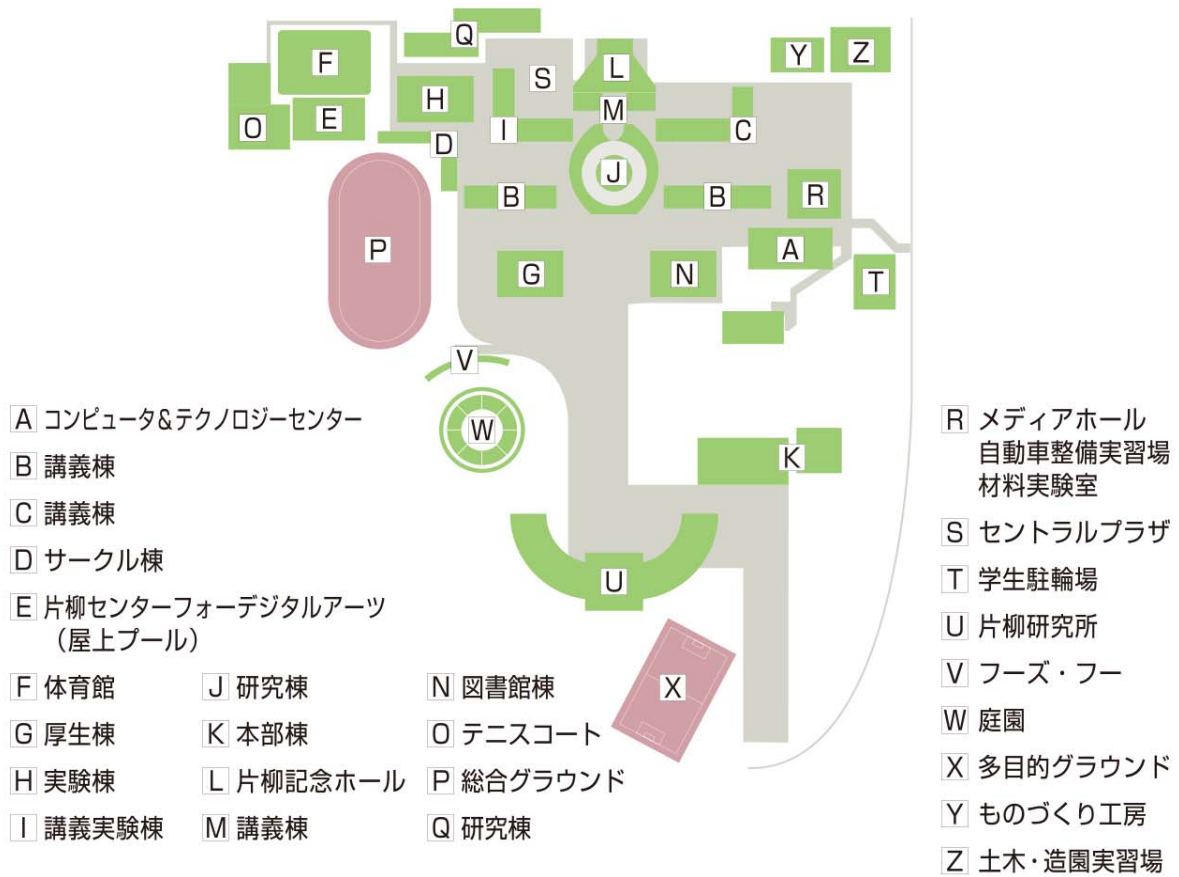 Q
F
S
L
Y
Z
H
E
O
M
I
C
D
J
B
B
R
P
A
G
N
T
V
W
K
U
X
A コンピュータ&テクノロジーセンター
B 講義棟
C 講義棟
D サークル棟
E 片柳センターフォーデジタルアーツ
（屋上プール）
F 体育館
G 厚生棟
H 実験棟
I 講義実験棟
J 研究棟
K 本部棟
L 片柳記念ホール
M 講義棟
N 図書館棟
O テニスコート
P 総合グラウンド
Q 研究棟
R メディアホール
自動車整備実習場
材料実験室
S セントラルプラザ
T 学生駐輪場
U 片柳研究所
V フーズ・フー
W 庭園
X 多目的グラウンド
Y ものづくり工房
Z 土木・造園実習場